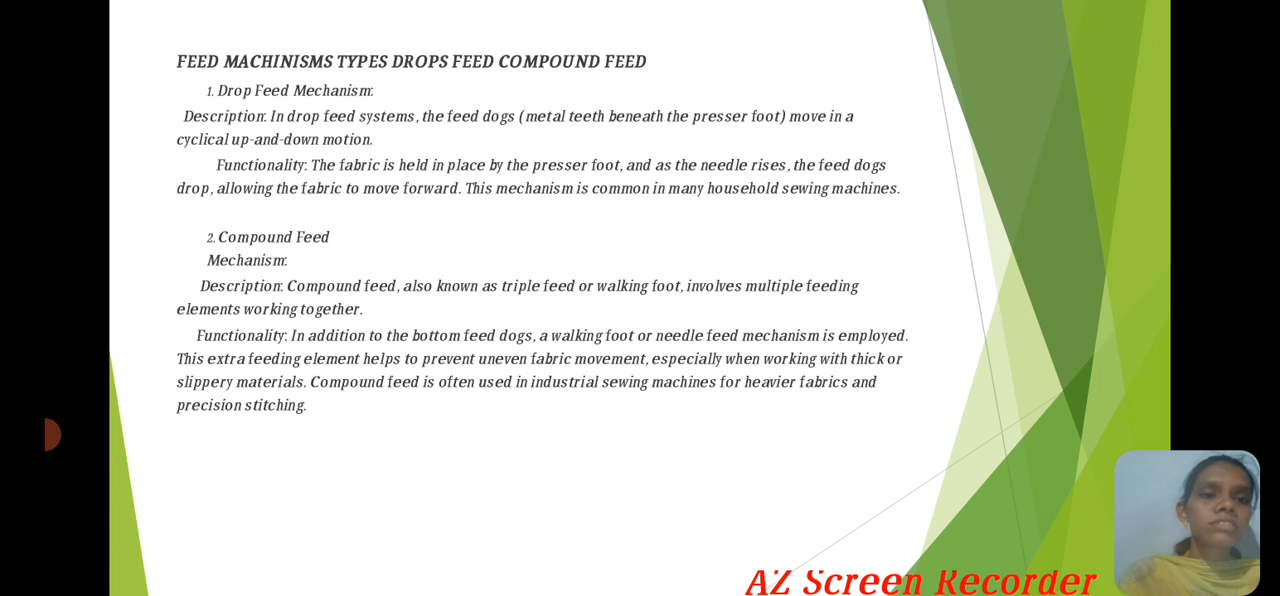 FEED MACHINISMS TYPES DROPS FEED COMPOUND FEED
1. Drop Feed Mechanism:
Description: In drop feed systems, the feed dogs (metal teeth beneath the presser foot) move in a
cyclical up-and-down motion.
Functionality: The fabric is held in place by the presser foot, and as the needle rises, the feed dogs
drop, allowing the fabric to move forward. This mechanism is common in many household sewing machines.
2. Compound Feed
Mechanism:
Description: Compound feed, also known as triple feed or walking foot, involves multiple feeding
elements working together.
Functionality: In addition to the bottom feed dogs, a walking foot or needle feed mechanism is employed.
This extra feeding element helps to prevent uneven fabric movement, especially when working with thick or
slippery materials. Compound feed is often used in industrial sewing machines for heavier fabrics and
precision stitching.
AZ Screen Recorder